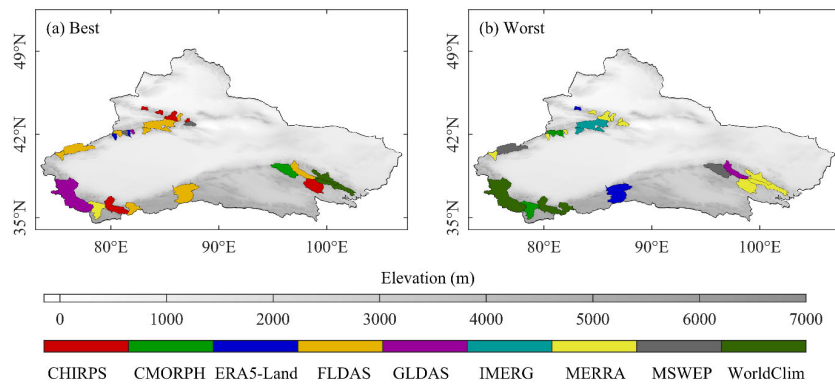 (a) Best
(b) Worst
49°N
42°N
35°N
49°N
42°N
35°N
80°E 90°E 100°E
80°E 90°E 100°E
Elevation (m)
0 1000 2000 3000 4000 5000 6000 7000
CHIRPS CMORPH ERA5-Land FLDAS GLDAS IMERG MERRA MSWEP WorldClim